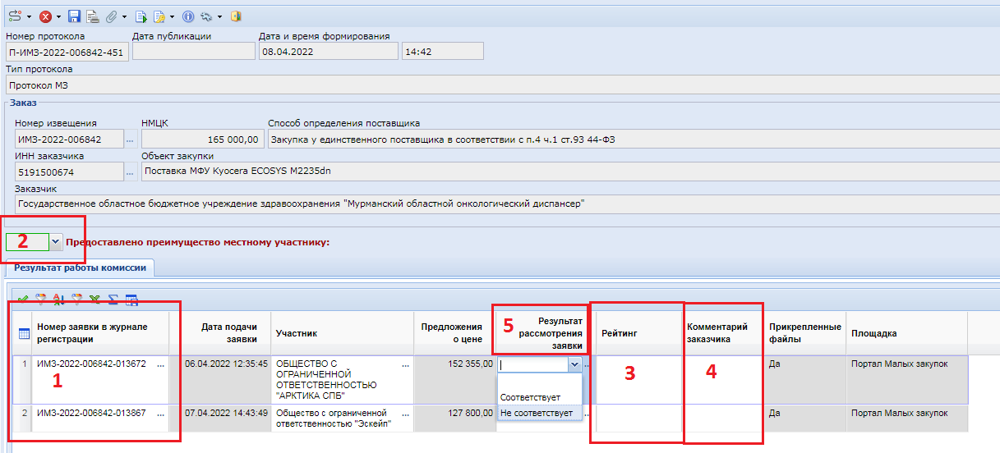 Номер протокола Дата публикации Дата и время формирования
П-ИМЗ-2022-006842-451 08.04.2022 14:42
Тип протокола
Протокол МЗ
Заказ
Номер извещения НМЦК Способ определения поставщика
ИМЗ-2022-006842 ... 165 000,00 Закупка у единственного поставщика в соответствии с п.4 ч.1 ст.93 44-ФЗ
ИНН заказчика Объект закупки
5191500674 ... Поставка МФУ Kyocera ECOSYS M2235dn
Заказчик
Государственное областное бюджетное учреждение здравоохранения "Мурманский областной онкологический диспансер"
2 Предоставлено преимущество местному участнику:
Результат работы комиссии
Номер заявки в журнале регистрации
Дата подачи заявки
Участник
Предложения о цене
5 Результат рассмотрения заявки
Рейтинг
Комментарий заказчика
Прикрепленные файлы
Площадка
1 ИМЗ-2022-006842-013672 ... 06.04.2022 12:35:45 ОБЩЕСТВО С ... 152 355,00 Да Портал Малых закупок
ОГРАНИЧЕННОЙ
ОТВЕТСТВЕННОСТЬЮ
"АРКТИКА СПБ"
1 3 4
Соответствует
Не соответствует
2 ИМЗ-2022-006842-013867 ... 07.04.2022 14:43:49 Общество с ограниченной ... 127 800,00 Да Портал Малых закупок
ответственностью "Эскейп"